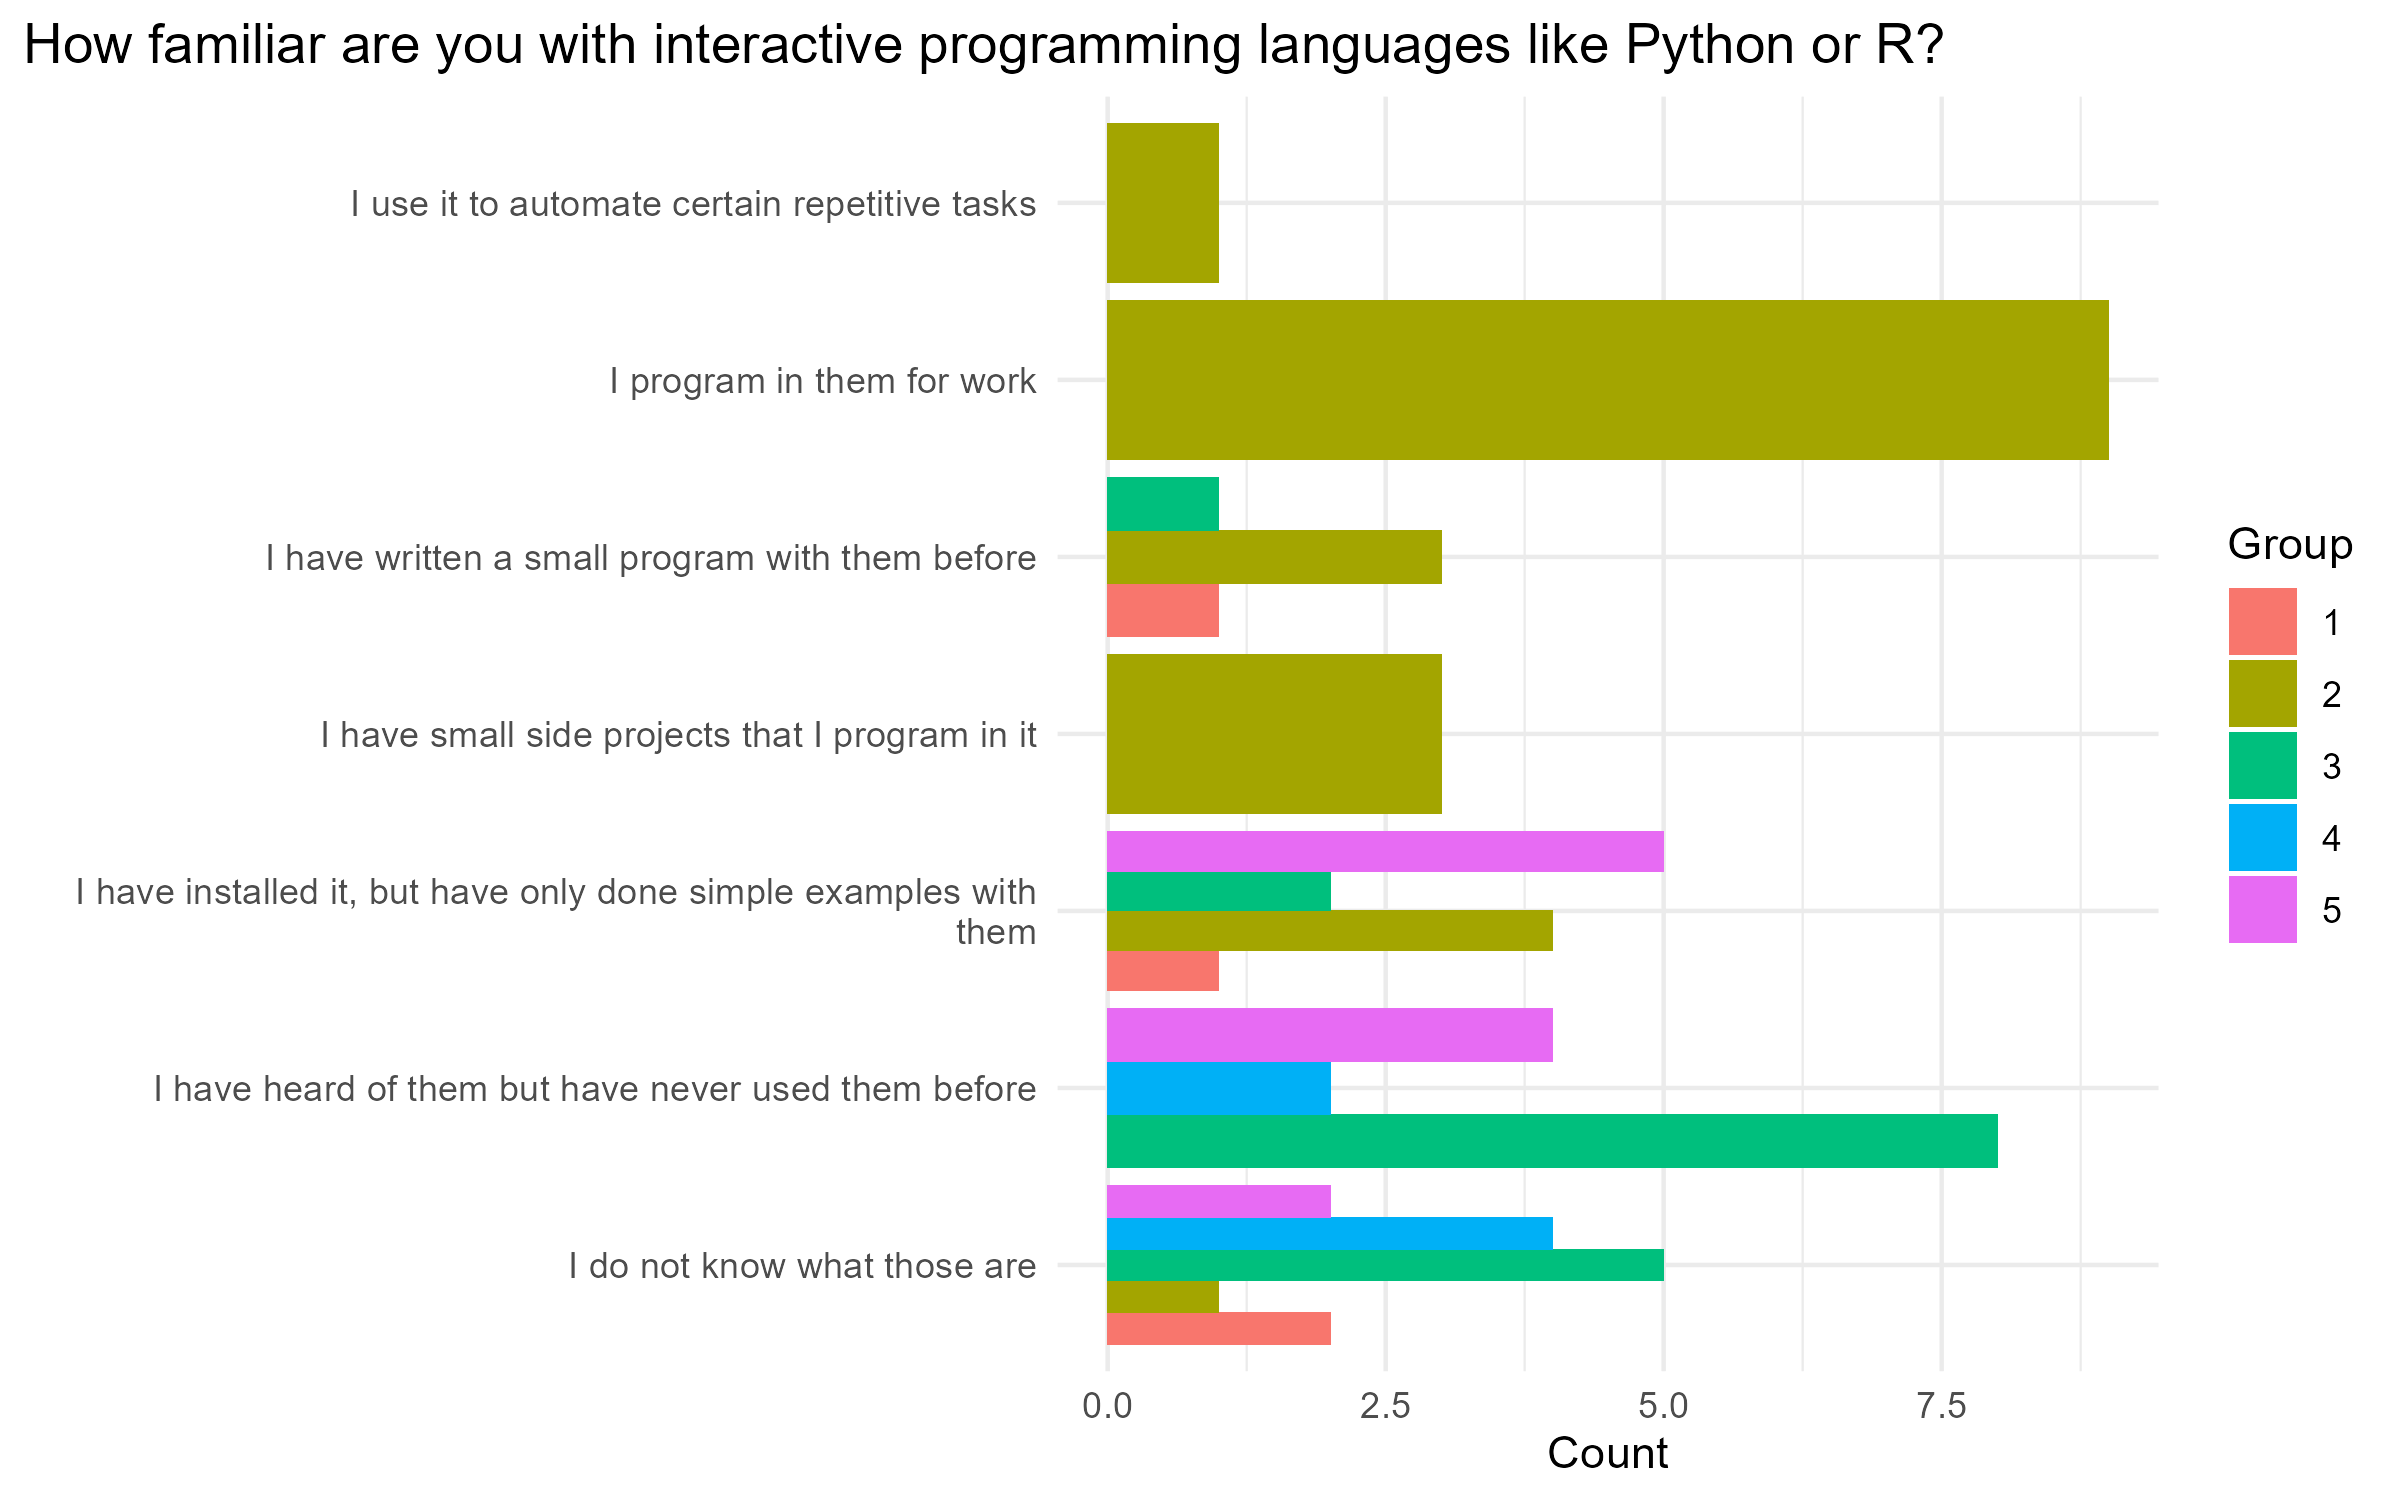 How familiar are you with interactive programming languages like Python or R?
I use it to automate certain repetitive tasks
I program in them for work
I have written a small program with them before
I have small side projects that I program in it
I have installed it, but have only done simple examples with
them
I have heard of them but have never used them before
I do not know what those are
0.0 2.5 5.0 7.5
Count
Group
1
2
3
4
5